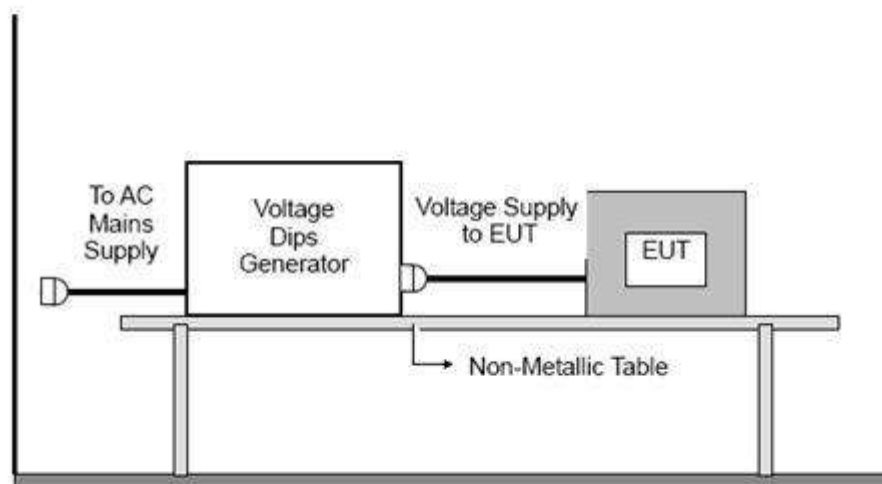 To AC
Mains
Supply
Voltage
Dips
Generator
Voltage Supply
to EUT
EUT
Non-Metallic Table